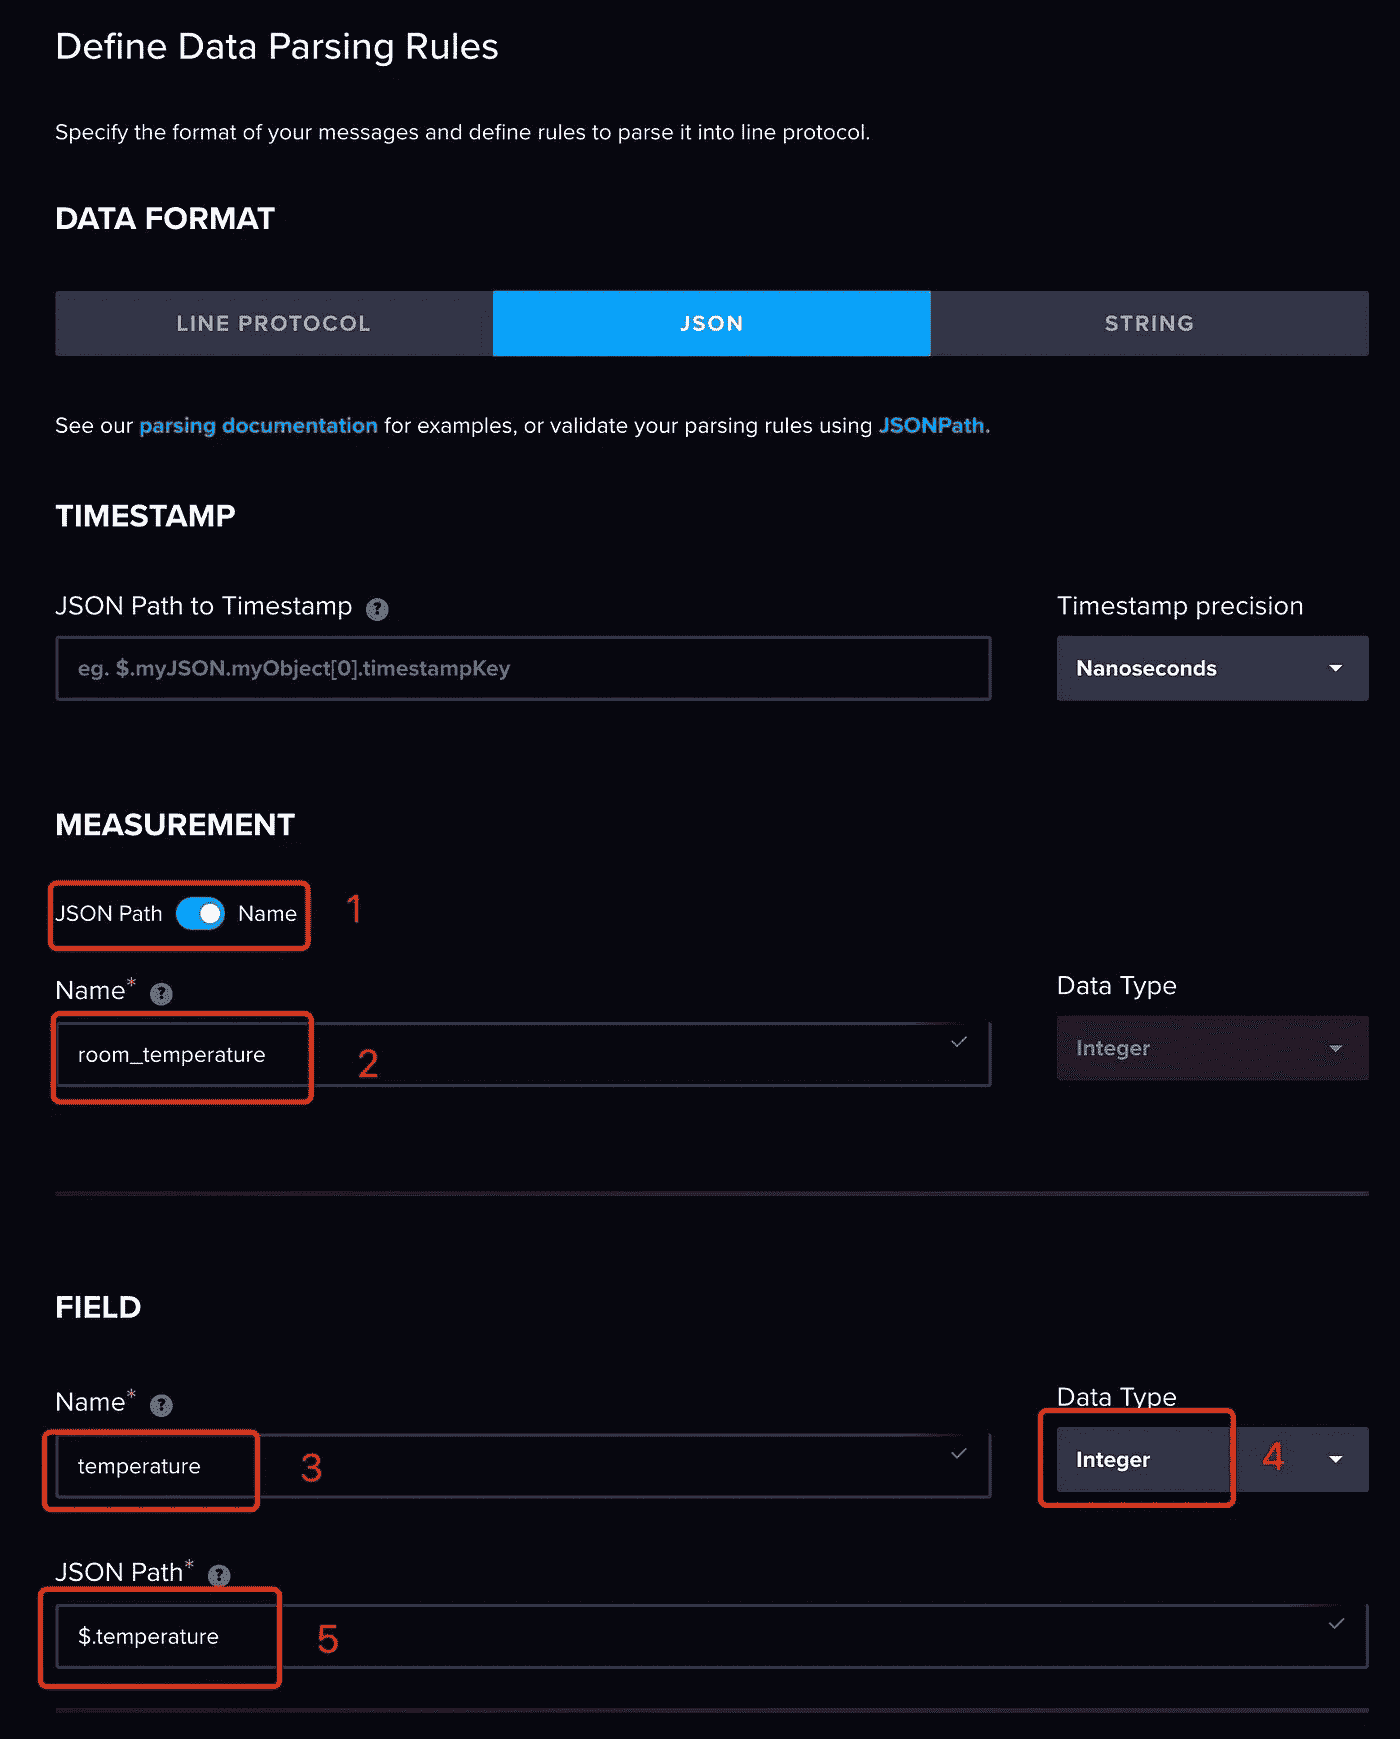 Define Data Parsing Rules
Specify the format of your messages and define rules to parse it into line protocol.
DATA FORMAT
LINE PROTOCOL JSON STRING
See our parsing documentation for examples, or validate your parsing rules using JSONPath.
TIMESTAMP
JSON Path to Timestamp ? Timestamp precision
eg. $.myJSON.myObject[0].timestampKey Nanoseconds
MEASUREMENT
JSON Path Name 1
Name* ? Data Type
room_temperature 2 Integer
FIELD
Name* ? Data Type
temperature 3 Integer 4
JSON Path* ?
$.temperature 5